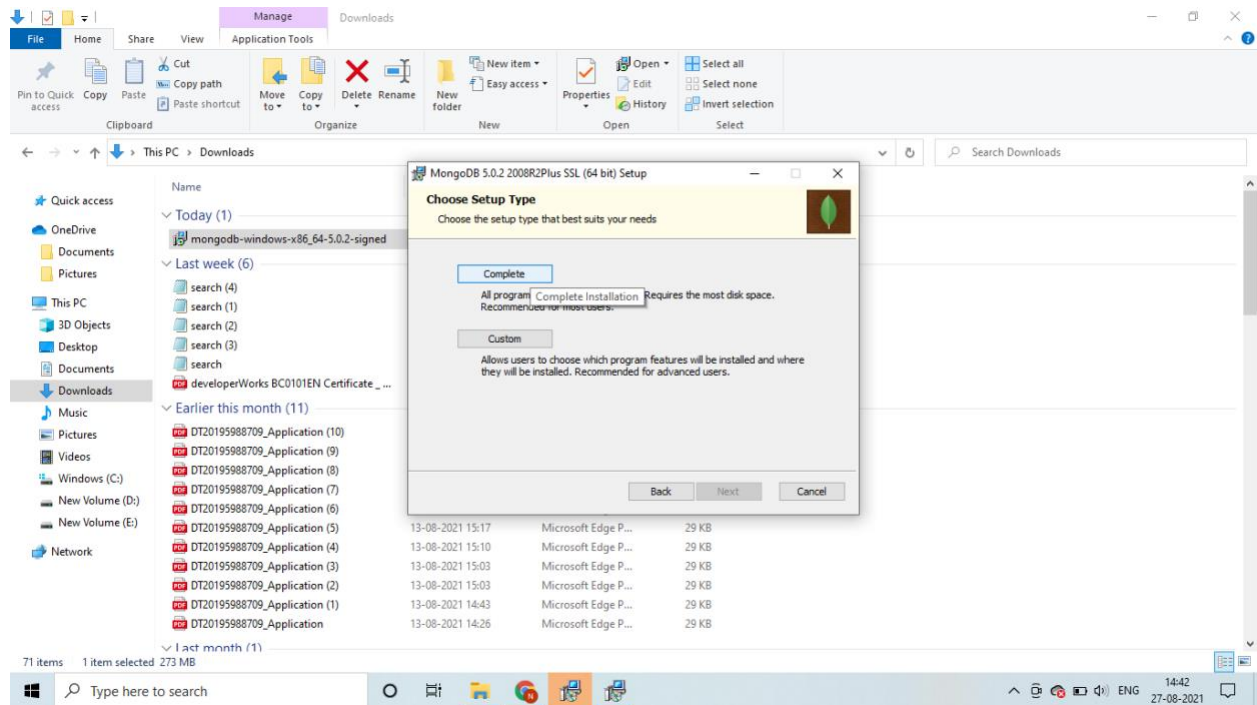 Manage
Downloads
File
Home
Share
View
Application Tools
Pin to Quick access
Copy
Paste
Cut
Copy path
Paste shortcut
Clipboard
Move to
Copy to
Delete
Rename
Organize
New folder
New item
Easy access
New
Properties
Open
Edit
History
Open
Select all
Select none
Invert selection
Select
This PC > Downloads
Search Downloads
Quick access
OneDrive
Documents
Pictures
This PC
3D Objects
Desktop
Documents
Downloads
Music
Pictures
Videos
Windows (C:)
New Volume (D:)
New Volume (E:)
Network
Name
Today (1)
mongodb-windows-x86_64-5.0.2-signed
Last week (6)
search (4)
search (1)
search (2)
search (3)
search
developerWorks BC0101EN Certificate _ ...
Earlier this month (11)
DT20195988709_Application (10)
DT20195988709_Application (9)
DT20195988709_Application (8)
DT20195988709_Application (7)
DT20195988709_Application (6)
DT20195988709_Application (5) 13-08-2021 15:17 Microsoft Edge P... 29 KB
DT20195988709_Application (4) 13-08-2021 15:10 Microsoft Edge P... 29 KB
DT20195988709_Application (3) 13-08-2021 15:03 Microsoft Edge P... 29 KB
DT20195988709_Application (2) 13-08-2021 15:03 Microsoft Edge P... 29 KB
DT20195988709_Application (1) 13-08-2021 14:43 Microsoft Edge P... 29 KB
DT20195988709_Application 13-08-2021 14:26 Microsoft Edge P... 29 KB
Last month (1)
MongoDB 5.0.2 2008R2Plus SSL (64 bit) Setup
Choose Setup Type
Choose the setup type that best suits your needs
Complete
All program Requires the most disk space.
Complete Installation
Recommended for most users.
Custom
Allows users to choose which program features will be installed and where
they will be installed. Recommended for advanced users.
Back
Next
Cancel
71 items 1 item selected 273 MB
Type here to search
ENG
14:42
27-08-2021